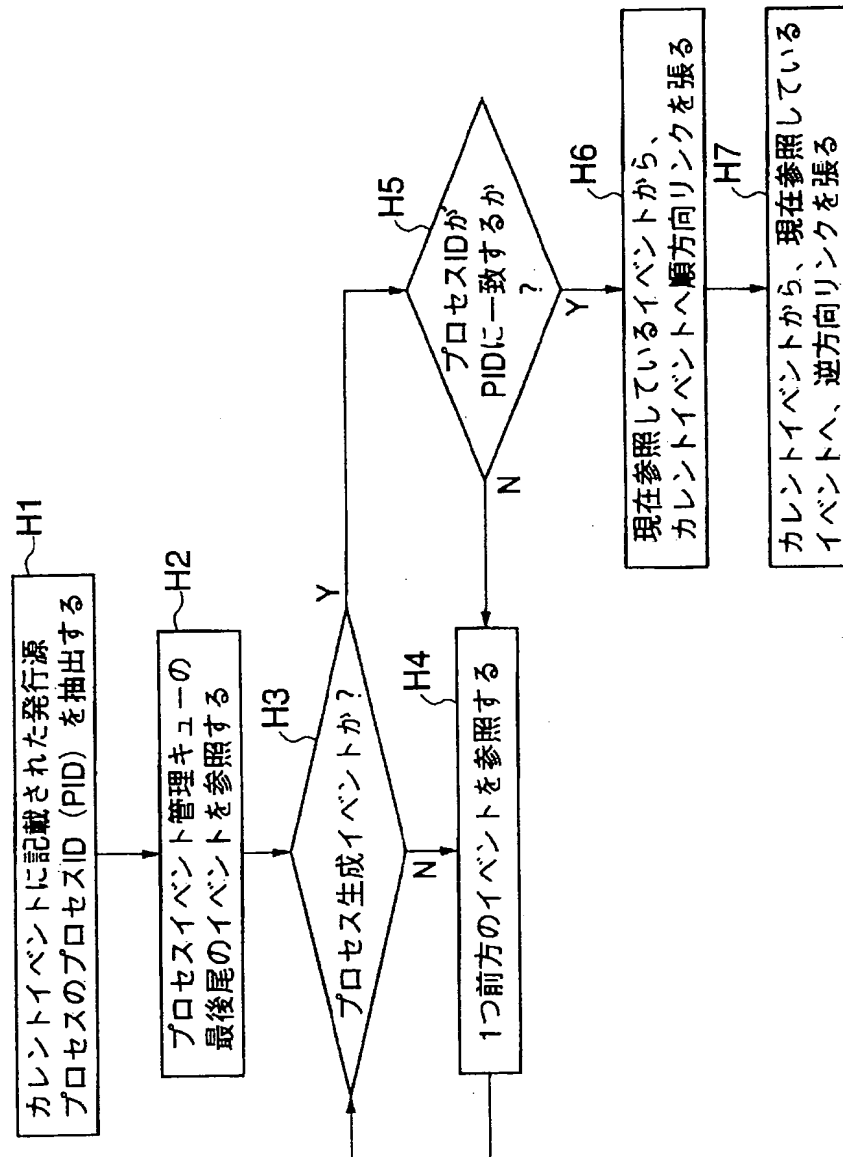 H1
カレントイベントに記載された発行源
プロセスのプロセスID（PID）を抽出する
H2
プロセスイベント管理キューの
最後尾のイベントを参照する
H3
プロセス生成イベントか？
Y
N
H4
1つ前方のイベントを参照する
H5
プロセスIDが
PIDに一致するか
？
N
Y
H6
現在参照しているイベントから、
カレントイベントへ順方向リンクを張る
H7
カレントイベントから、現在参照している
イベントへ、逆方向リンクを張る